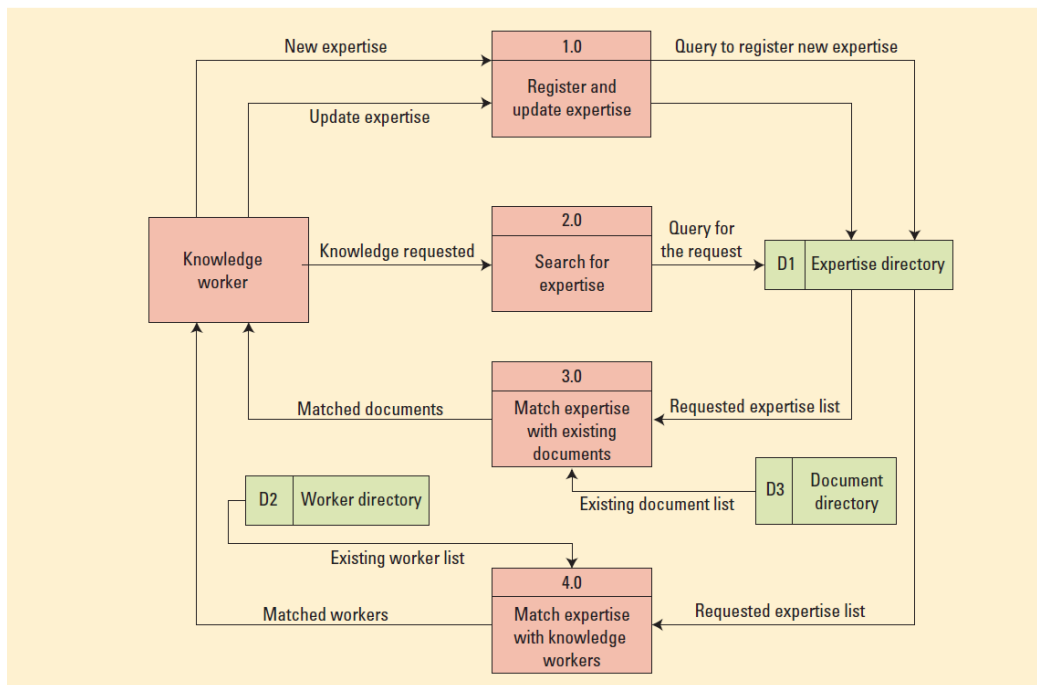 New expertise
1.0
Query to register new expertise
Register and
update expertise
Update expertise
2.0
Query for
the request
Knowledge
worker
Knowledge requested
Search for
expertise
D1
Expertise directory
3.0
Matched documents
Match expertise
with existing
documents
Requested expertise list
D2
Worker directory
Existing document list
D3
Document
directory
Existing worker list
4.0
Matched workers
Match expertise
with knowledge
workers
Requested expertise list